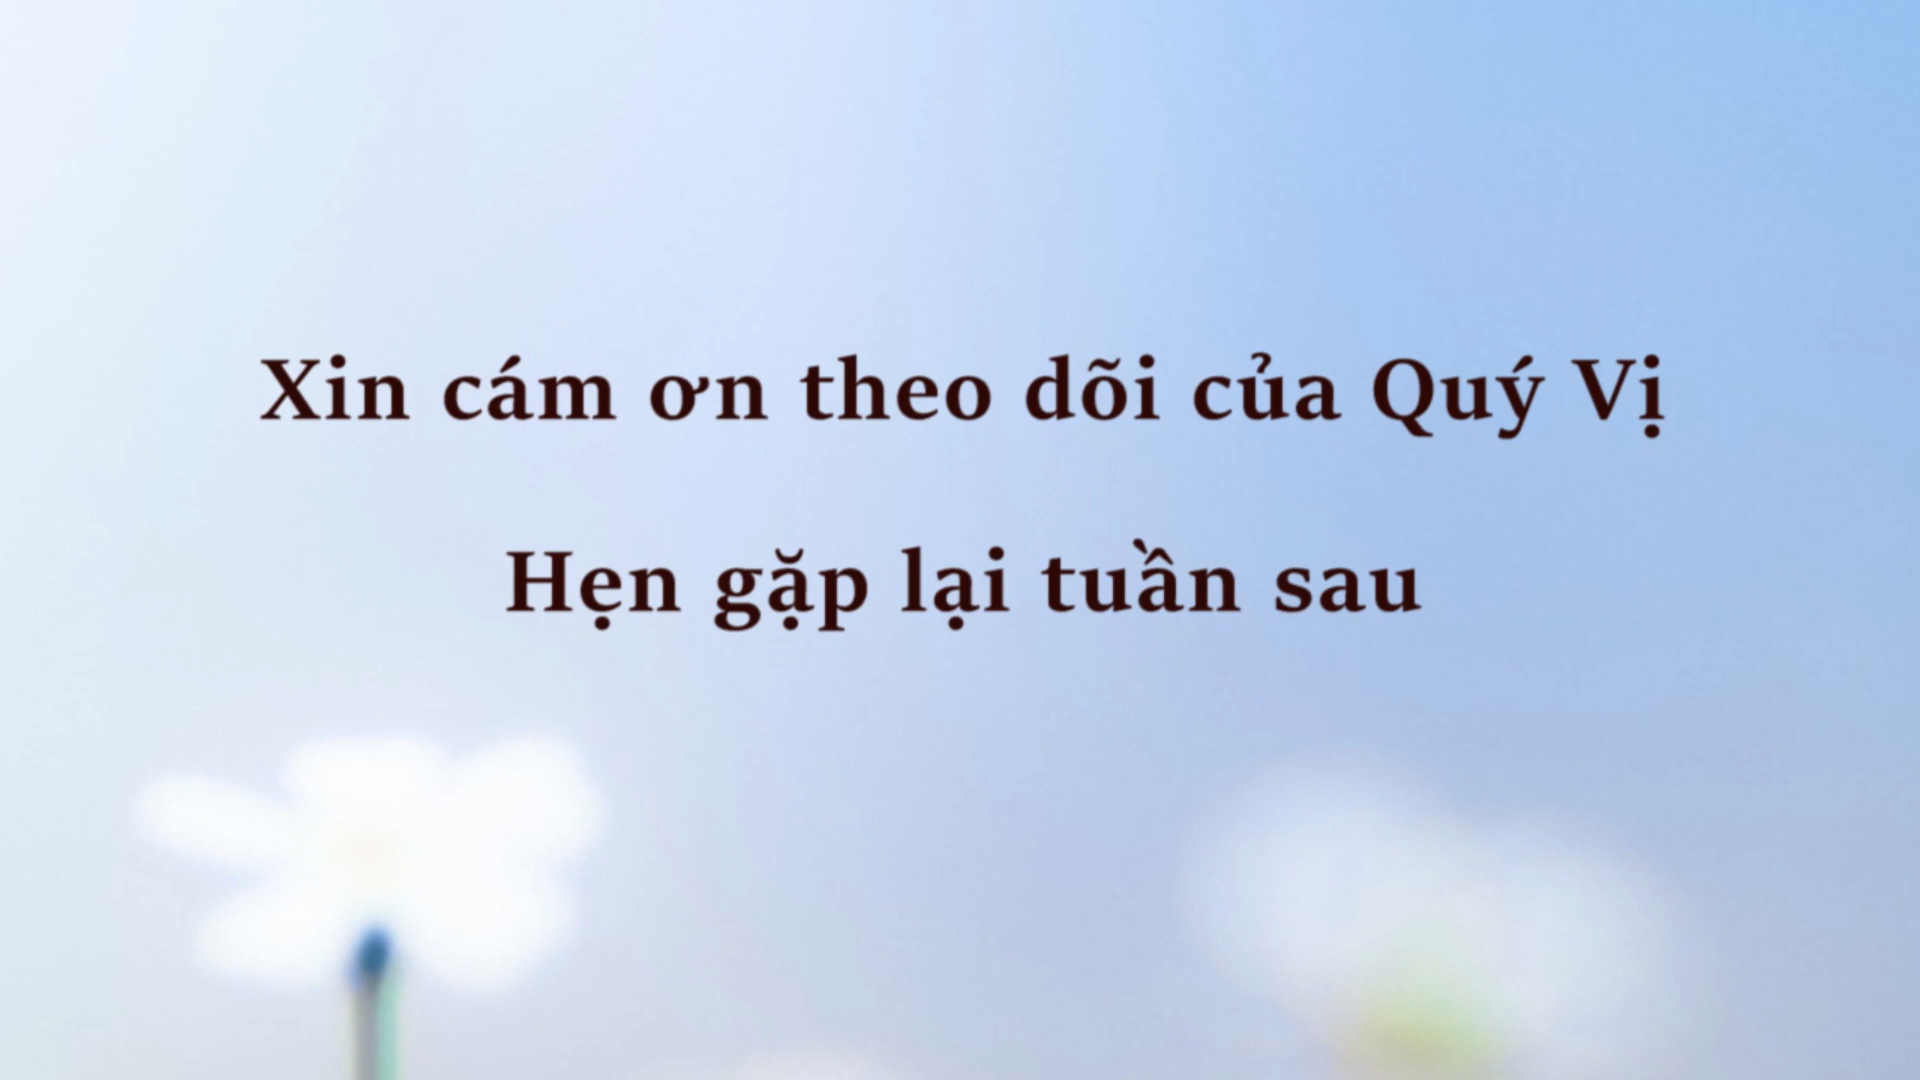 Xin cám ơn theo dõi của Quý Vị
Hẹn gặp lại tuần sau